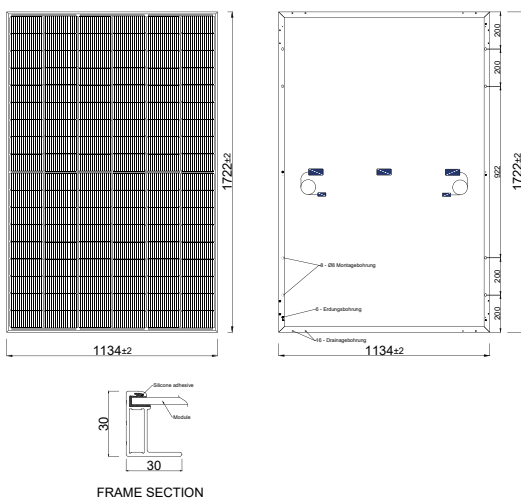 1722±2
1134±2
200
200
922
200
200
1722±2
8 - Ø8 Montagebohrung
6 - Erdungsbohrung
16 - Drainagebohrung
1134±2
Silicone adhesive
Module
30
30
FRAME SECTION